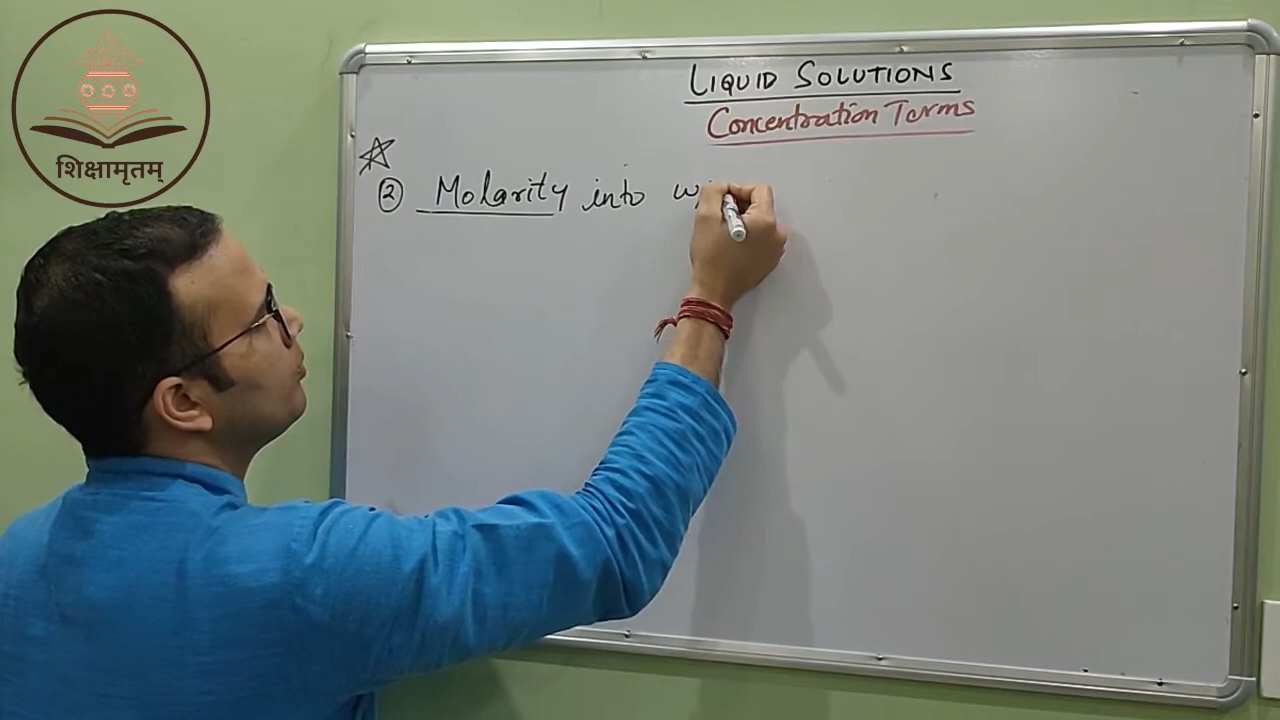 शिक्षामृतम्
LIQUID SOLUTIONS
Concentration Terms
② Molarity into